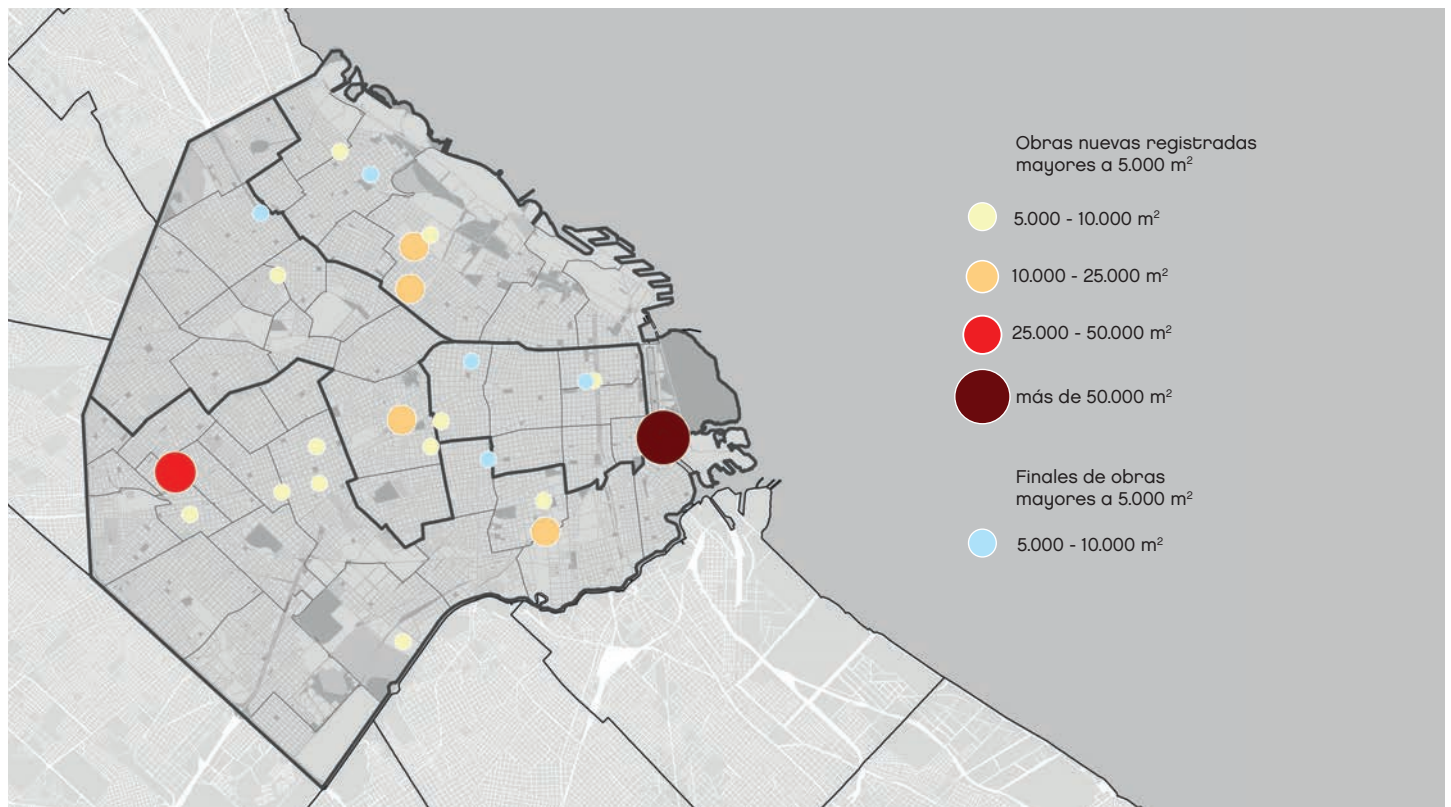 Obras nuevas registradas
mayores a 5.000 m²
5.000 - 10.000 m²
10.000 - 25.000 m²
25.000 - 50.000 m²
más de 50.000 m²
Finales de obras
mayores a 5.000 m²
5.000 - 10.000 m²